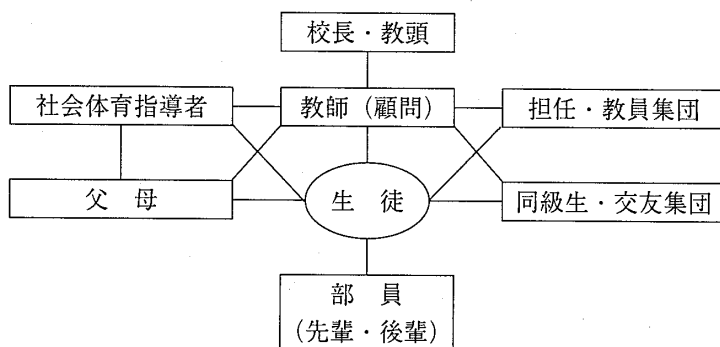 校長・教頭
社会体育指導者
教師（顧問）
担任・教員集団
父　母
生　徒
同級生・交友集団
部　員
（先輩・後輩）